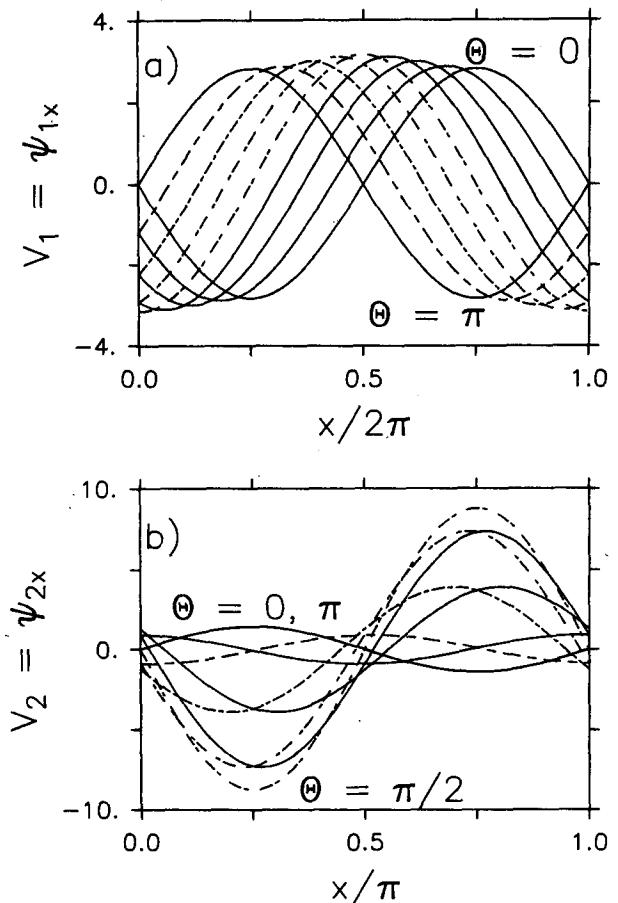 4.
a)
Θ = 0
V₁ = ψ₁ₓ
0.
Θ = π
−4.
0.0 0.5 1.0
x/2π
10.
b)
Θ = 0, π
V₂ = ψ₂ₓ
0.
Θ = π/2
−10.
0.0 0.5 1.0
x/π